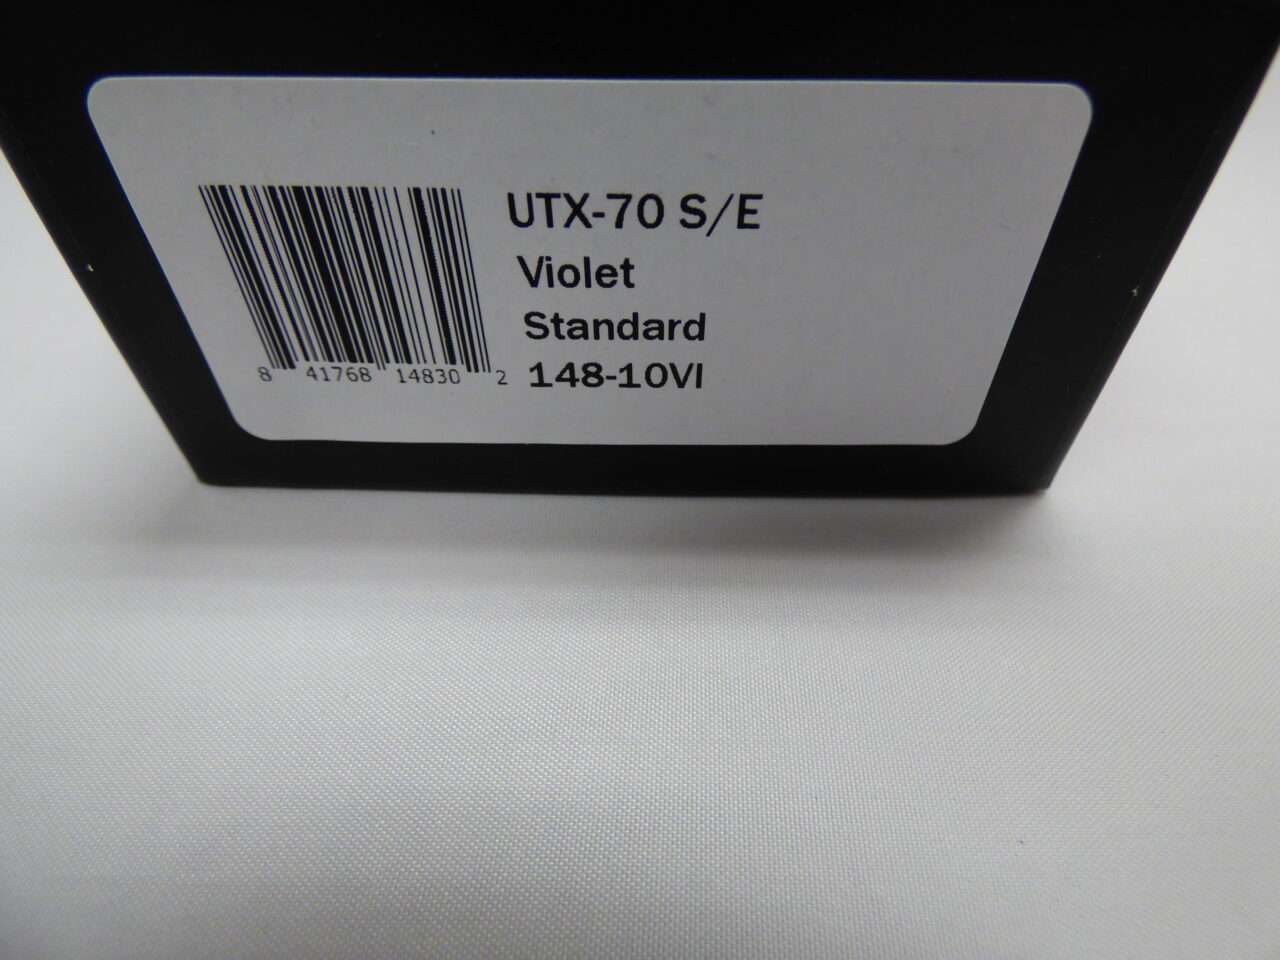 UTX-70 S/E
Violet
Standard
148-10VI
8 41768 14830 2